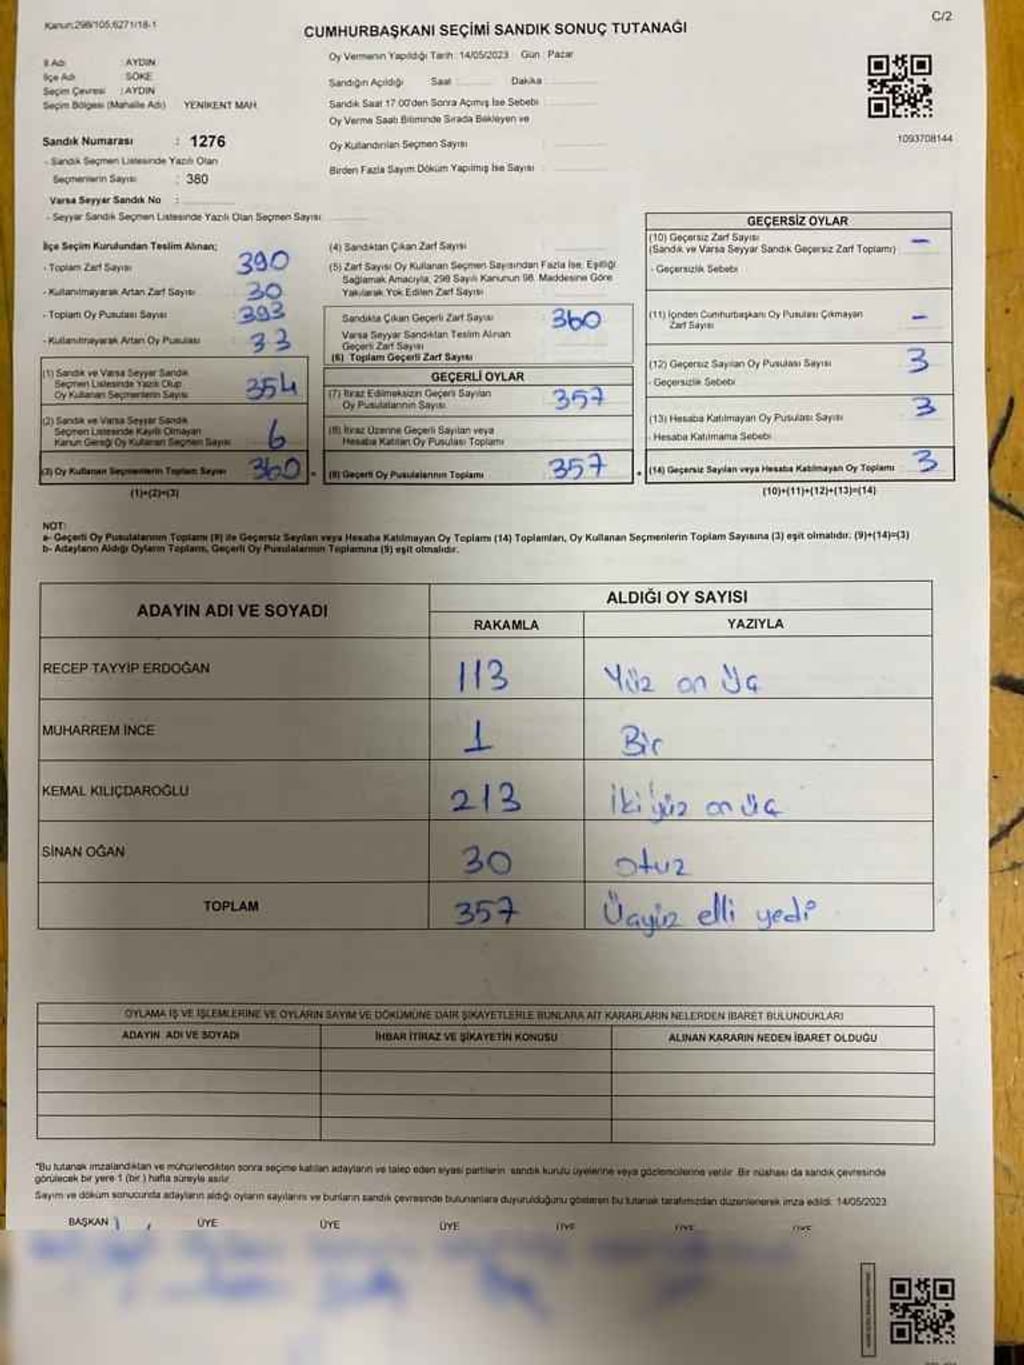 Kanun;298/105,6271/18-1
C/2
CUMHURBAŞKANI SEÇİMİ SANDIK SONUÇ TUTANAĞI
İl Adı : AYDIN
İlçe Adı : SÖKE
Seçim Çevresi : AYDIN
Seçim Bölgesi (Mahalle Adı) YENİKENT MAH.
Sandık Numarası : 1276
- Sandık Seçmen Listesinde Yazılı Olan
Seçmenlerin Sayısı : 380
Varsa Seyyar Sandık No :
- Seyyar Sandık Seçmen Listesinde Yazılı Olan Seçmen Sayısı:
Oy Vermenin Yapıldığı Tarih : 14/05/2023 Gün : Pazar
Sandığın Açıldığı Saat Dakika
Sandık Saat 17.00'den Sonra Açılmış İse Sebebi
Oy Verme Saati Bitiminde Sırada Bekleyen ve
Oy Kullandırılan Seçmen Sayısı
Birden Fazla Sayım Döküm Yapılmış İse Sayısı
1093708144
İlçe Seçim Kurulundan Teslim Alınan;
- Toplam Zarf Sayısı 390
- Kullanılmayarak Artan Zarf Sayısı 30
- Toplam Oy Pusulası Sayısı 393
- Kullanılmayarak Artan Oy Pusulası 33
(1) Sandık ve Varsa Seyyar Sandık
Seçmen Listesinde Yazılı Olup
Oy Kullanan Seçmenlerin Sayısı 354
(2) Sandık ve Varsa Seyyar Sandık
Seçmen Listesinde Kayıtlı Olmayan
Kanun Gereği Oy Kullanan Seçmen Sayısı 6
(3) Oy Kullanan Seçmenlerin Toplam Sayısı 360
(1)+(2)=(3)
(4) Sandıktan Çıkan Zarf Sayısı
(5) Zarf Sayısı Oy Kullanan Seçmen Sayısından Fazla İse, Eşitliği
Sağlamak Amacıyla, 298 Sayılı Kanunun 98. Maddesine Göre
Yakılarak Yok Edilen Zarf Sayısı
Sandıkta Çıkan Geçerli Zarf Sayısı 360
Varsa Seyyar Sandıktan Teslim Alınan
Geçerli Zarf Sayısı
(6) Toplam Geçerli Zarf Sayısı
GEÇERLİ OYLAR
(7) İtiraz Edilmeksizin Geçerli Sayılan
Oy Pusulalarının Sayısı 357
(8) İtiraz Üzerine Geçerli Sayılan veya
Hesaba Katılan Oy Pusulası Toplamı
(9) Geçerli Oy Pusulalarının Toplamı 357
GEÇERSİZ OYLAR
(10) Geçersiz Zarf Sayısı
(Sandık ve Varsa Seyyar Sandık Geçersiz Zarf Toplamı) –
- Geçersizlik Sebebi
(11) İçinden Cumhurbaşkanı Oy Pusulası Çıkmayan
Zarf Sayısı –
(12) Geçersiz Sayılan Oy Pusulası Sayısı 3
- Geçersizlik Sebebi
(13) Hesaba Katılmayan Oy Pusulası Sayısı 3
- Hesaba Katılmama Sebebi
(14) Geçersiz Sayılan veya Hesaba Katılmayan Oy Toplamı 3
(10)+(11)+(12)+(13)=(14)
NOT:
a- Geçerli Oy Pusulalarının Toplamı (9) ile Geçersiz Sayılan veya Hesaba Katılmayan Oy Toplamı (14) Toplamları, Oy Kullanan Seçmenlerin Toplam Sayısına (3) eşit olmalıdır. (9)+(14)=(3)
b- Adayların Aldığı Oyların Toplamı, Geçerli Oy Pusulalarının Toplamına (9) eşit olmalıdır.
ADAYIN ADI VE SOYADI
ALDIĞI OY SAYISI
RAKAMLA YAZIYLA
RECEP TAYYİP ERDOĞAN 113 Yüz on üç
MUHARREM İNCE 1 Bir
KEMAL KILIÇDAROĞLU 213 İki yüz on üç
SİNAN OĞAN 30 otuz
TOPLAM 357 Üçyüz elli yedi
OYLAMA İŞ VE İŞLEMLERİNE VE OYLARIN SAYIM VE DÖKÜMÜNE DAİR ŞİKAYETLERLE BUNLARA AİT KARARLARIN NELERDEN İBARET BULUNDUKLARI
ADAYIN ADI VE SOYADI İHBAR İTİRAZ VE ŞİKAYETİN KONUSU ALINAN KARARIN NEDEN İBARET OLDUĞU
*Bu tutanak imzalandıktan ve mühürlendikten sonra seçime katılan adayların ve talep eden siyasi partilerin sandık kurulu üyelerine veya gözlemcilerine verilir. Bir nüshası da sandık çevresinde
görülecek bir yere 1 (bir) hafta süreyle asılır.
Sayım ve döküm sonucunda adayların aldığı oyların sayılarını ve bunların sandık çevresinde bulunanlara duyurulduğunu gösteren bu tutanak tarafımızdan düzenlenerek imza edildi. 14/05/2023
BAŞKAN ÜYE ÜYE ÜYE ÜYE ÜYE ÜYE